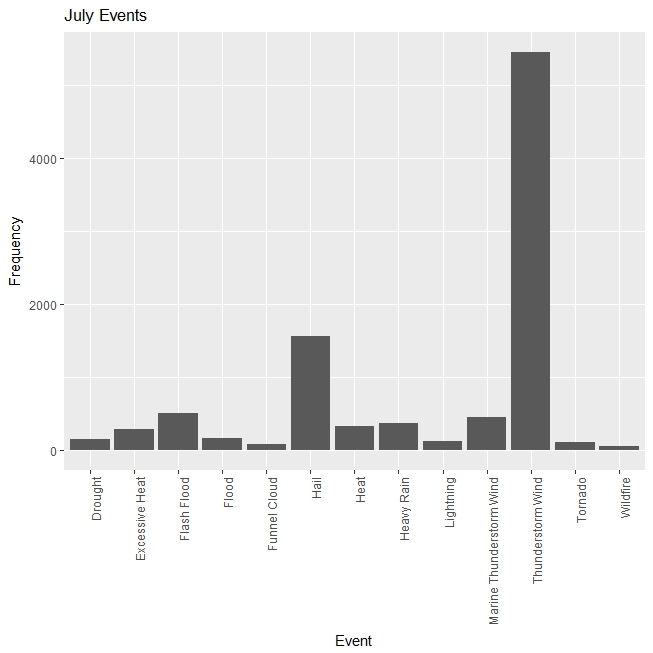 July Events
Frequency
4000
2000
0
Drought
Excessive Heat
Flash Flood
Flood
Funnel Cloud
Hail
Heat
Heavy Rain
Lightning
Marine Thunderstorm Wind
Thunderstorm Wind
Tornado
Wildfire
Event